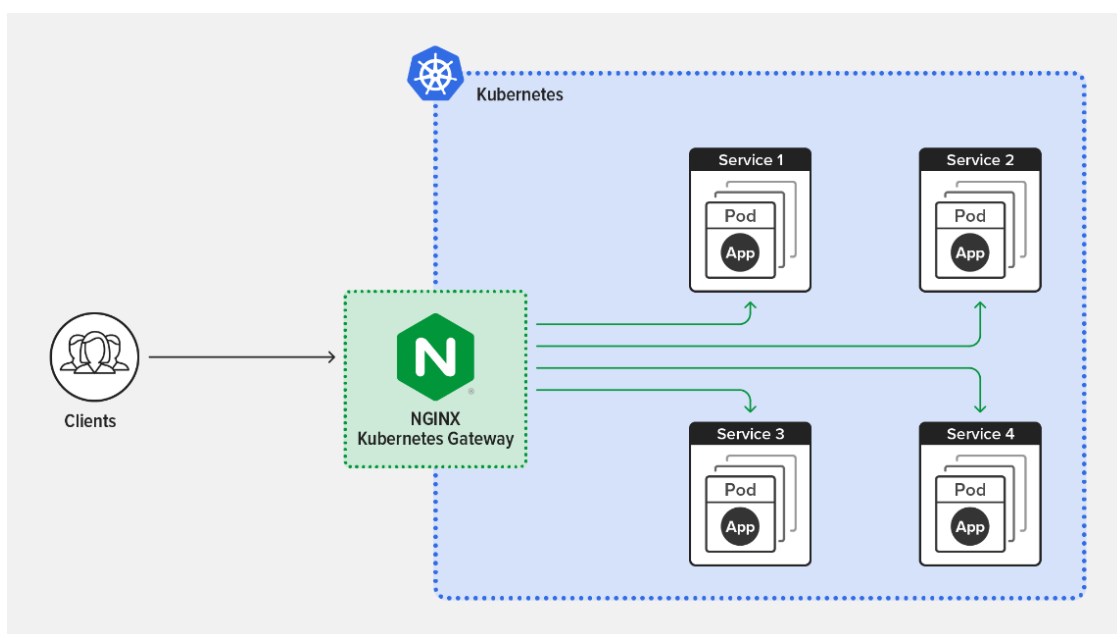 Kubernetes
Service 1
Pod
App
Service 2
Pod
App
Clients
N
®
NGINX
Kubernetes Gateway
Service 3
Pod
App
Service 4
Pod
App